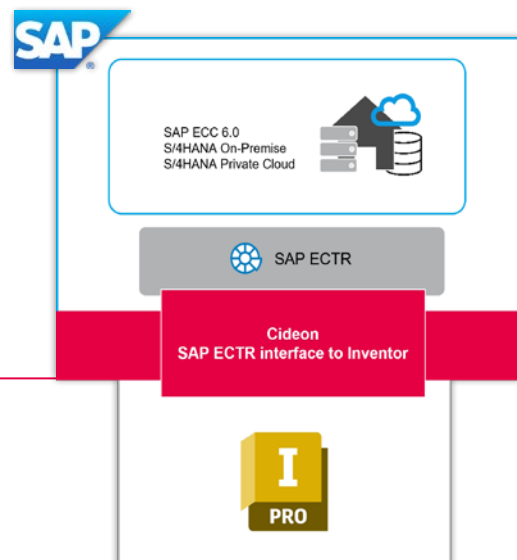 SAP
®
SAP ECC 6.0
S/4HANA On-Premise
S/4HANA Private Cloud
SAP ECTR
Cideon
SAP ECTR interface to Inventor
I
PRO